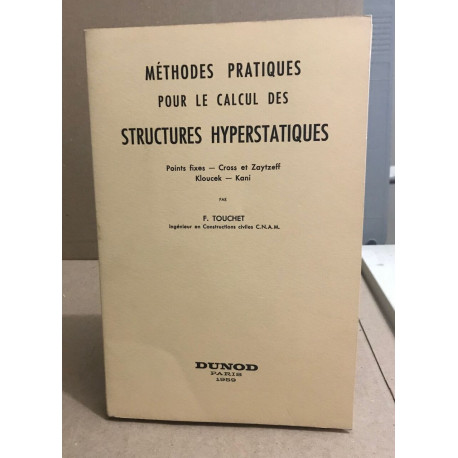 MÉTHODES PRATIQUES
POUR LE CALCUL DES
STRUCTURES HYPERSTATIQUES
Points fixes — Cross et Zaytzeff
Kloucek — Kani
PAR
F. TOUCHET
Ingénieur en Constructions civiles C.N.A.M.
DUNOD
PARIS
1959